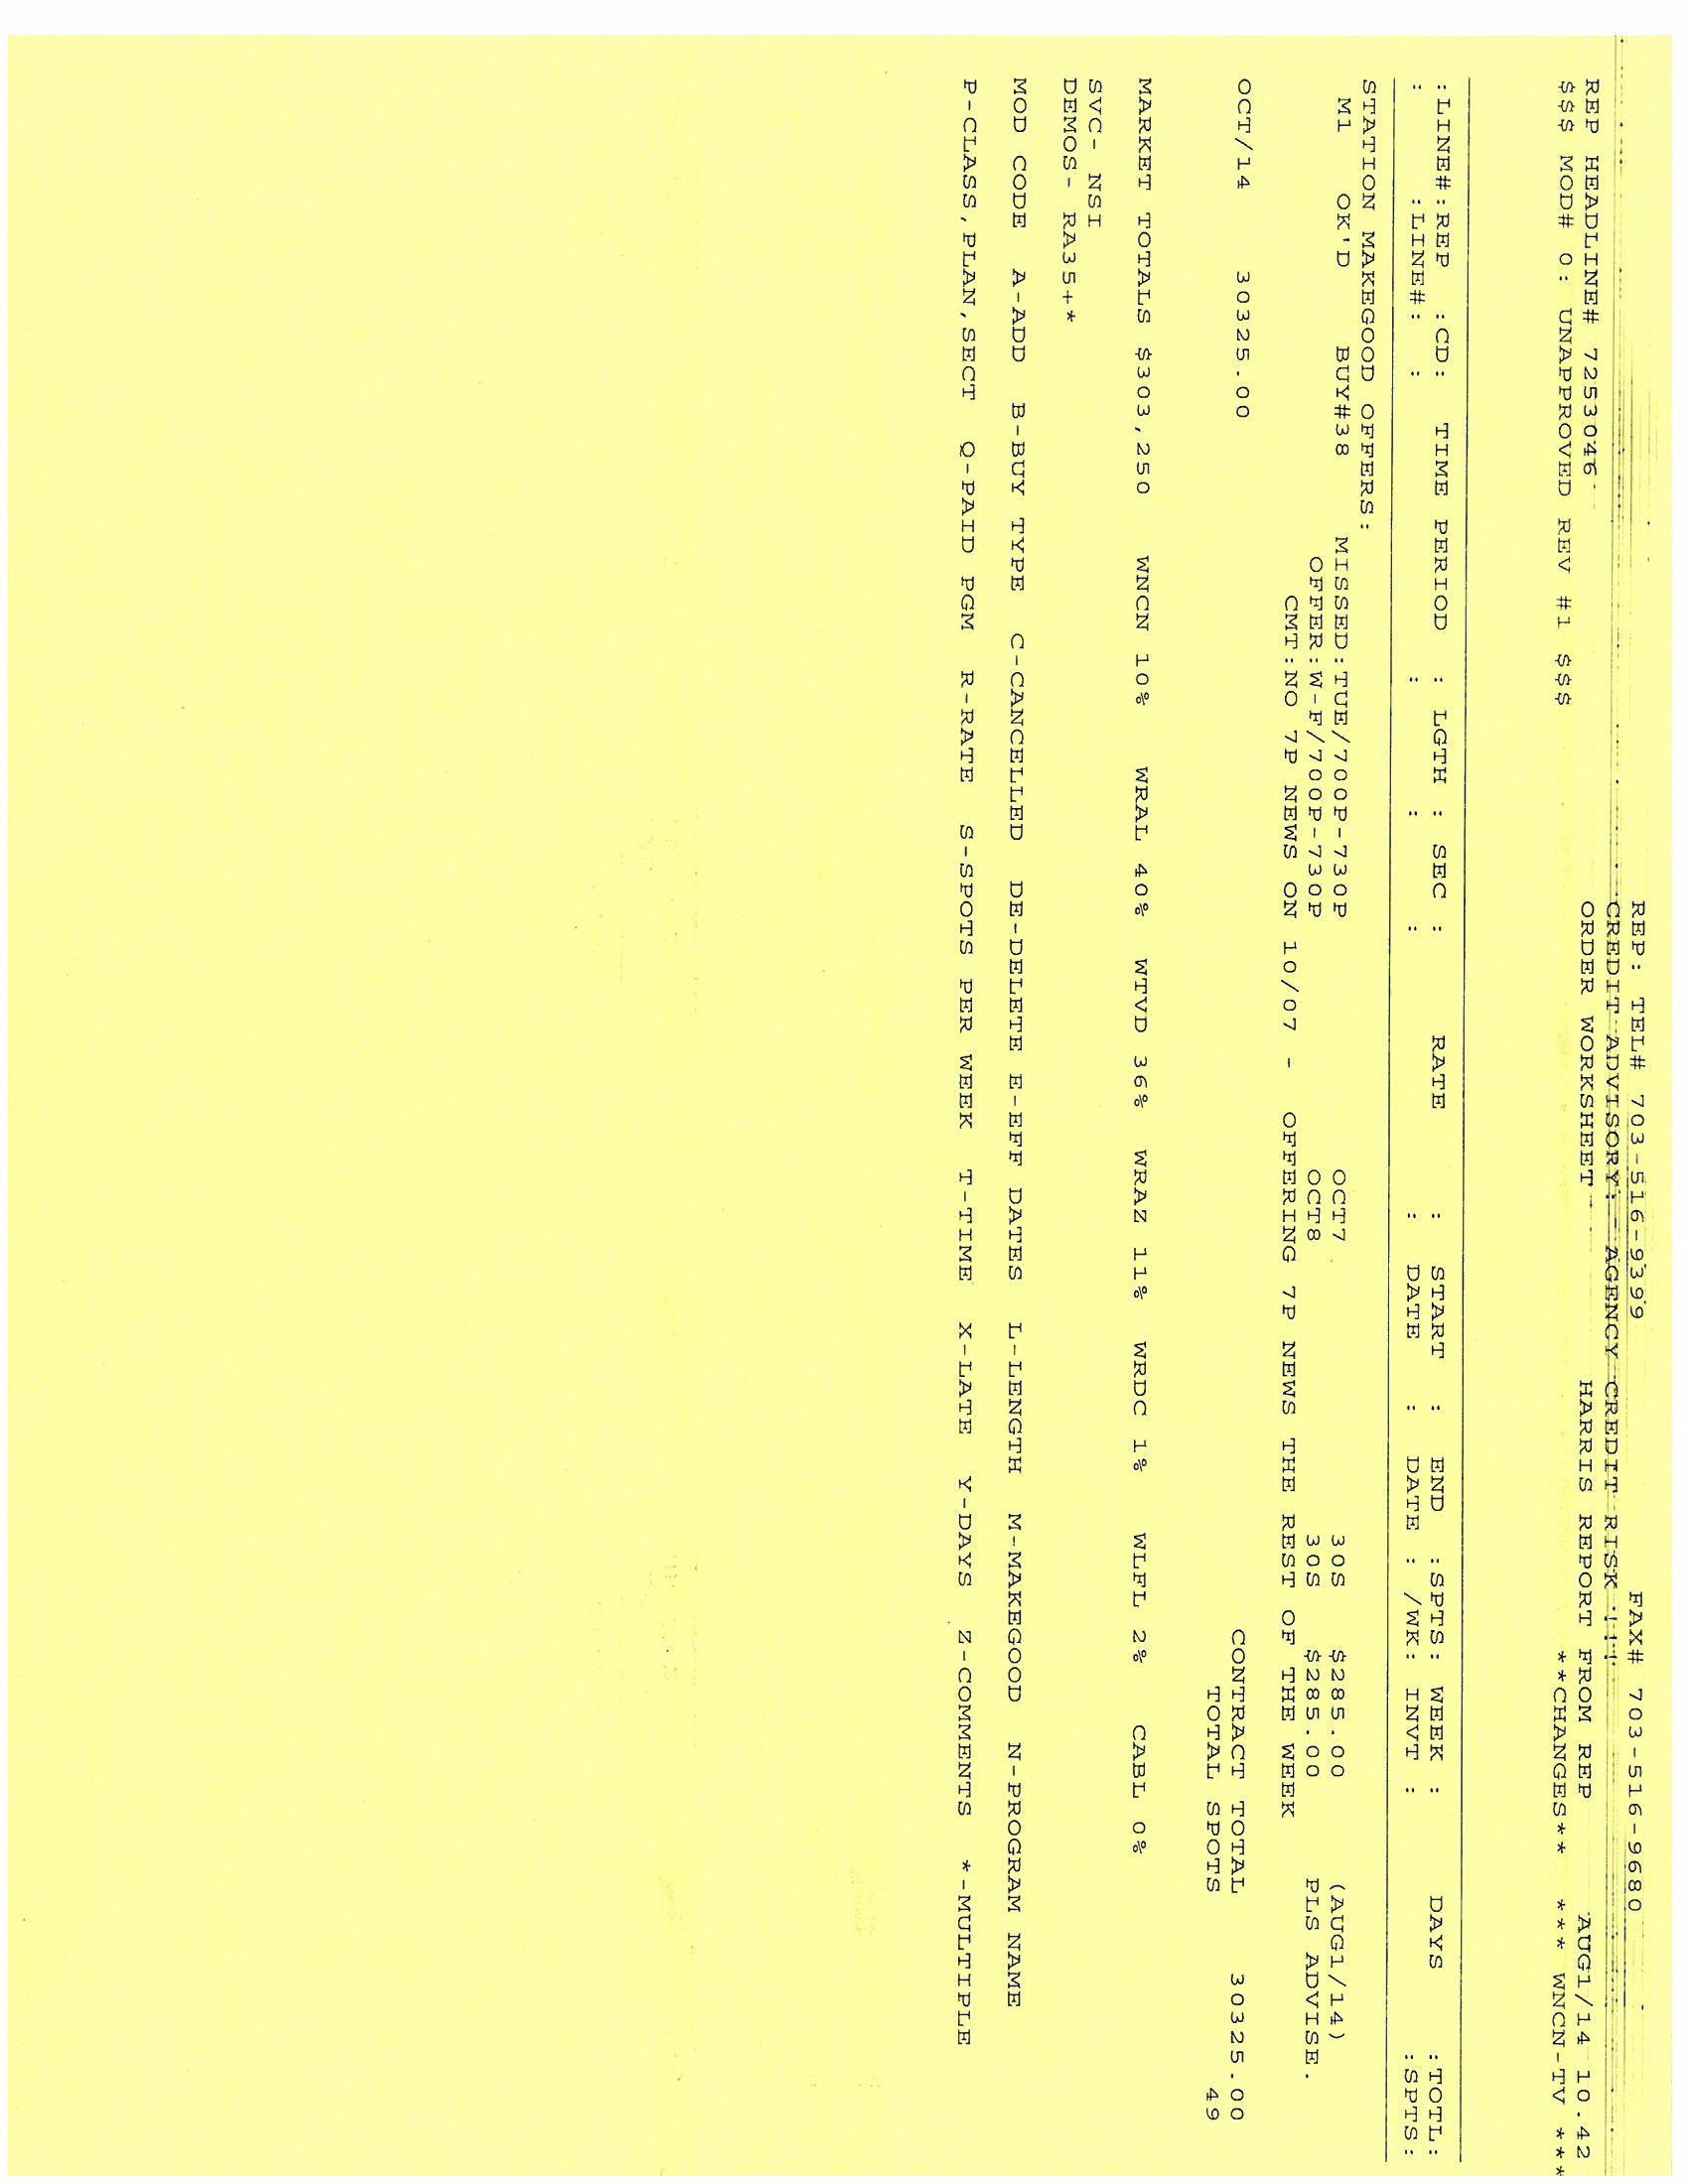 REP: TEL# 703-516-9399 FAX# 703-516-9680
CREDIT ADVISORY: - AGENCY CREDIT RISK !!!
REP HEADLINE# 7253046 ORDER WORKSHEET HARRIS REPORT FROM REP AUG1/14 10.42
$$$ MOD# 0: UNAPPROVED REV #1 $$$ **CHANGES** *** WNCN-TV ***
:LINE#:REP :CD: TIME PERIOD : LGTH : SEC : RATE : START : END :SPTS: WEEK : DAYS :TOTL:
: :LINE#: : : : : : DATE : DATE : /WK: INVT : :SPTS:
STATION MAKEGOOD OFFERS:
M1 OK'D BUY#38 MISSED:TUE/700P-730P OCT7 30S $285.00 (AUG1/14)
OFFER:W-F/700P-730P OCT8 30S $285.00 PLS ADVISE.
CMT:NO 7P NEWS ON 10/07 - OFFERING 7P NEWS THE REST OF THE WEEK
OCT/14 30325.00 CONTRACT TOTAL 30325.00
TOTAL SPOTS 49
MARKET TOTALS $303,250 WNCN 10% WRAL 40% WTVD 36% WRAZ 11% WRDC 1% WLFL 2% CABL 0%
SVC- NSI
DEMOS- RA35+*
MOD CODE A-ADD B-BUY TYPE C-CANCELLED DE-DELETE E-EFF DATES L-LENGTH M-MAKEGOOD N-PROGRAM NAME
P-CLASS,PLAN,SECT Q-PAID PGM R-RATE S-SPOTS PER WEEK T-TIME X-LATE Y-DAYS Z-COMMENTS *-MULTIPLE